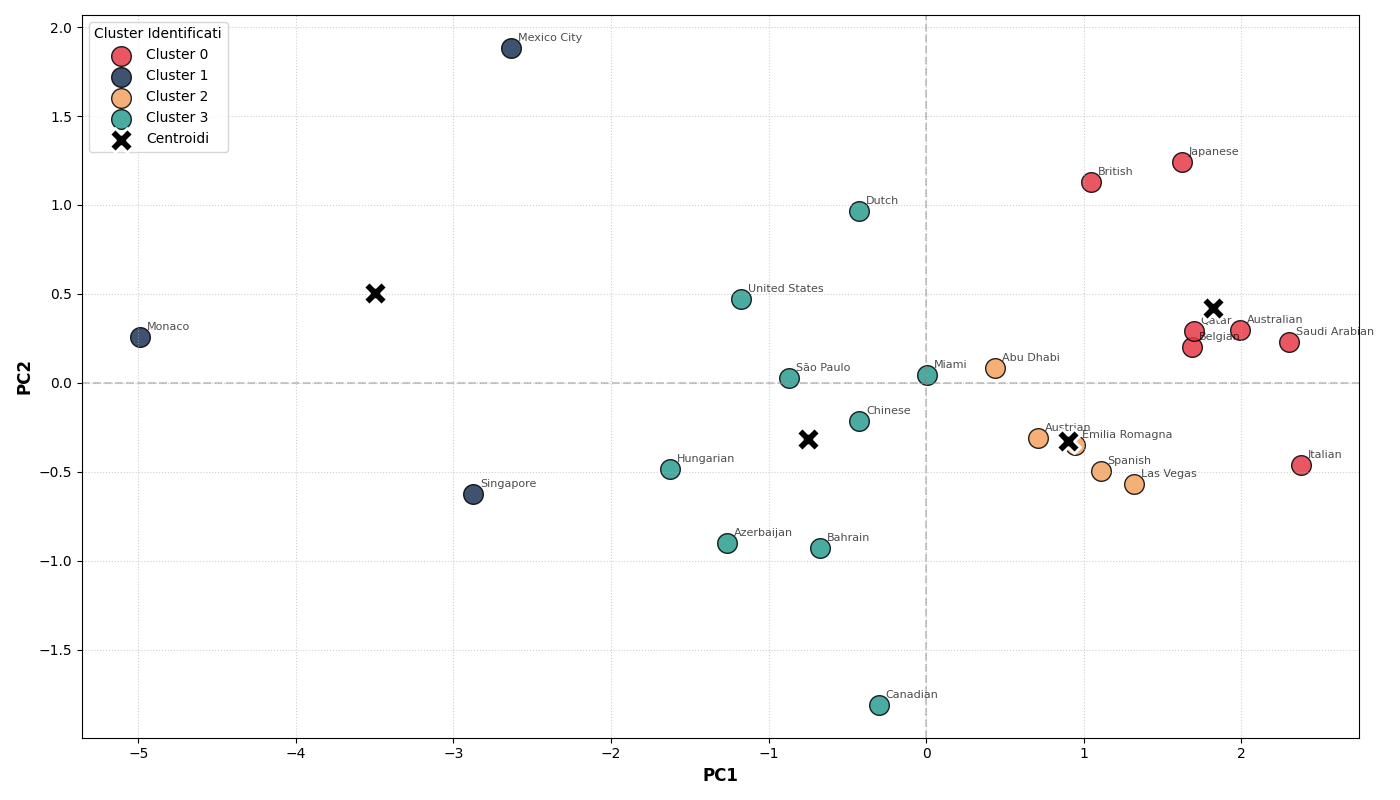 Cluster Identificati
Cluster 0
Cluster 1
Cluster 2
Cluster 3
Centroidi
Mexico City
Japanese
British
Dutch
United States
Monaco
Qatar
Australian
Saudi Arabian
Belgian
Abu Dhabi
Miami
São Paulo
Chinese
Austrian
Emilia Romagna
Hungarian
Spanish
Las Vegas
Italian
Singapore
Azerbaijan
Bahrain
Canadian
2.0
1.5
1.0
0.5
0.0
−0.5
−1.0
−1.5
PC2
−5
−4
−3
−2
−1
0
1
2
PC1